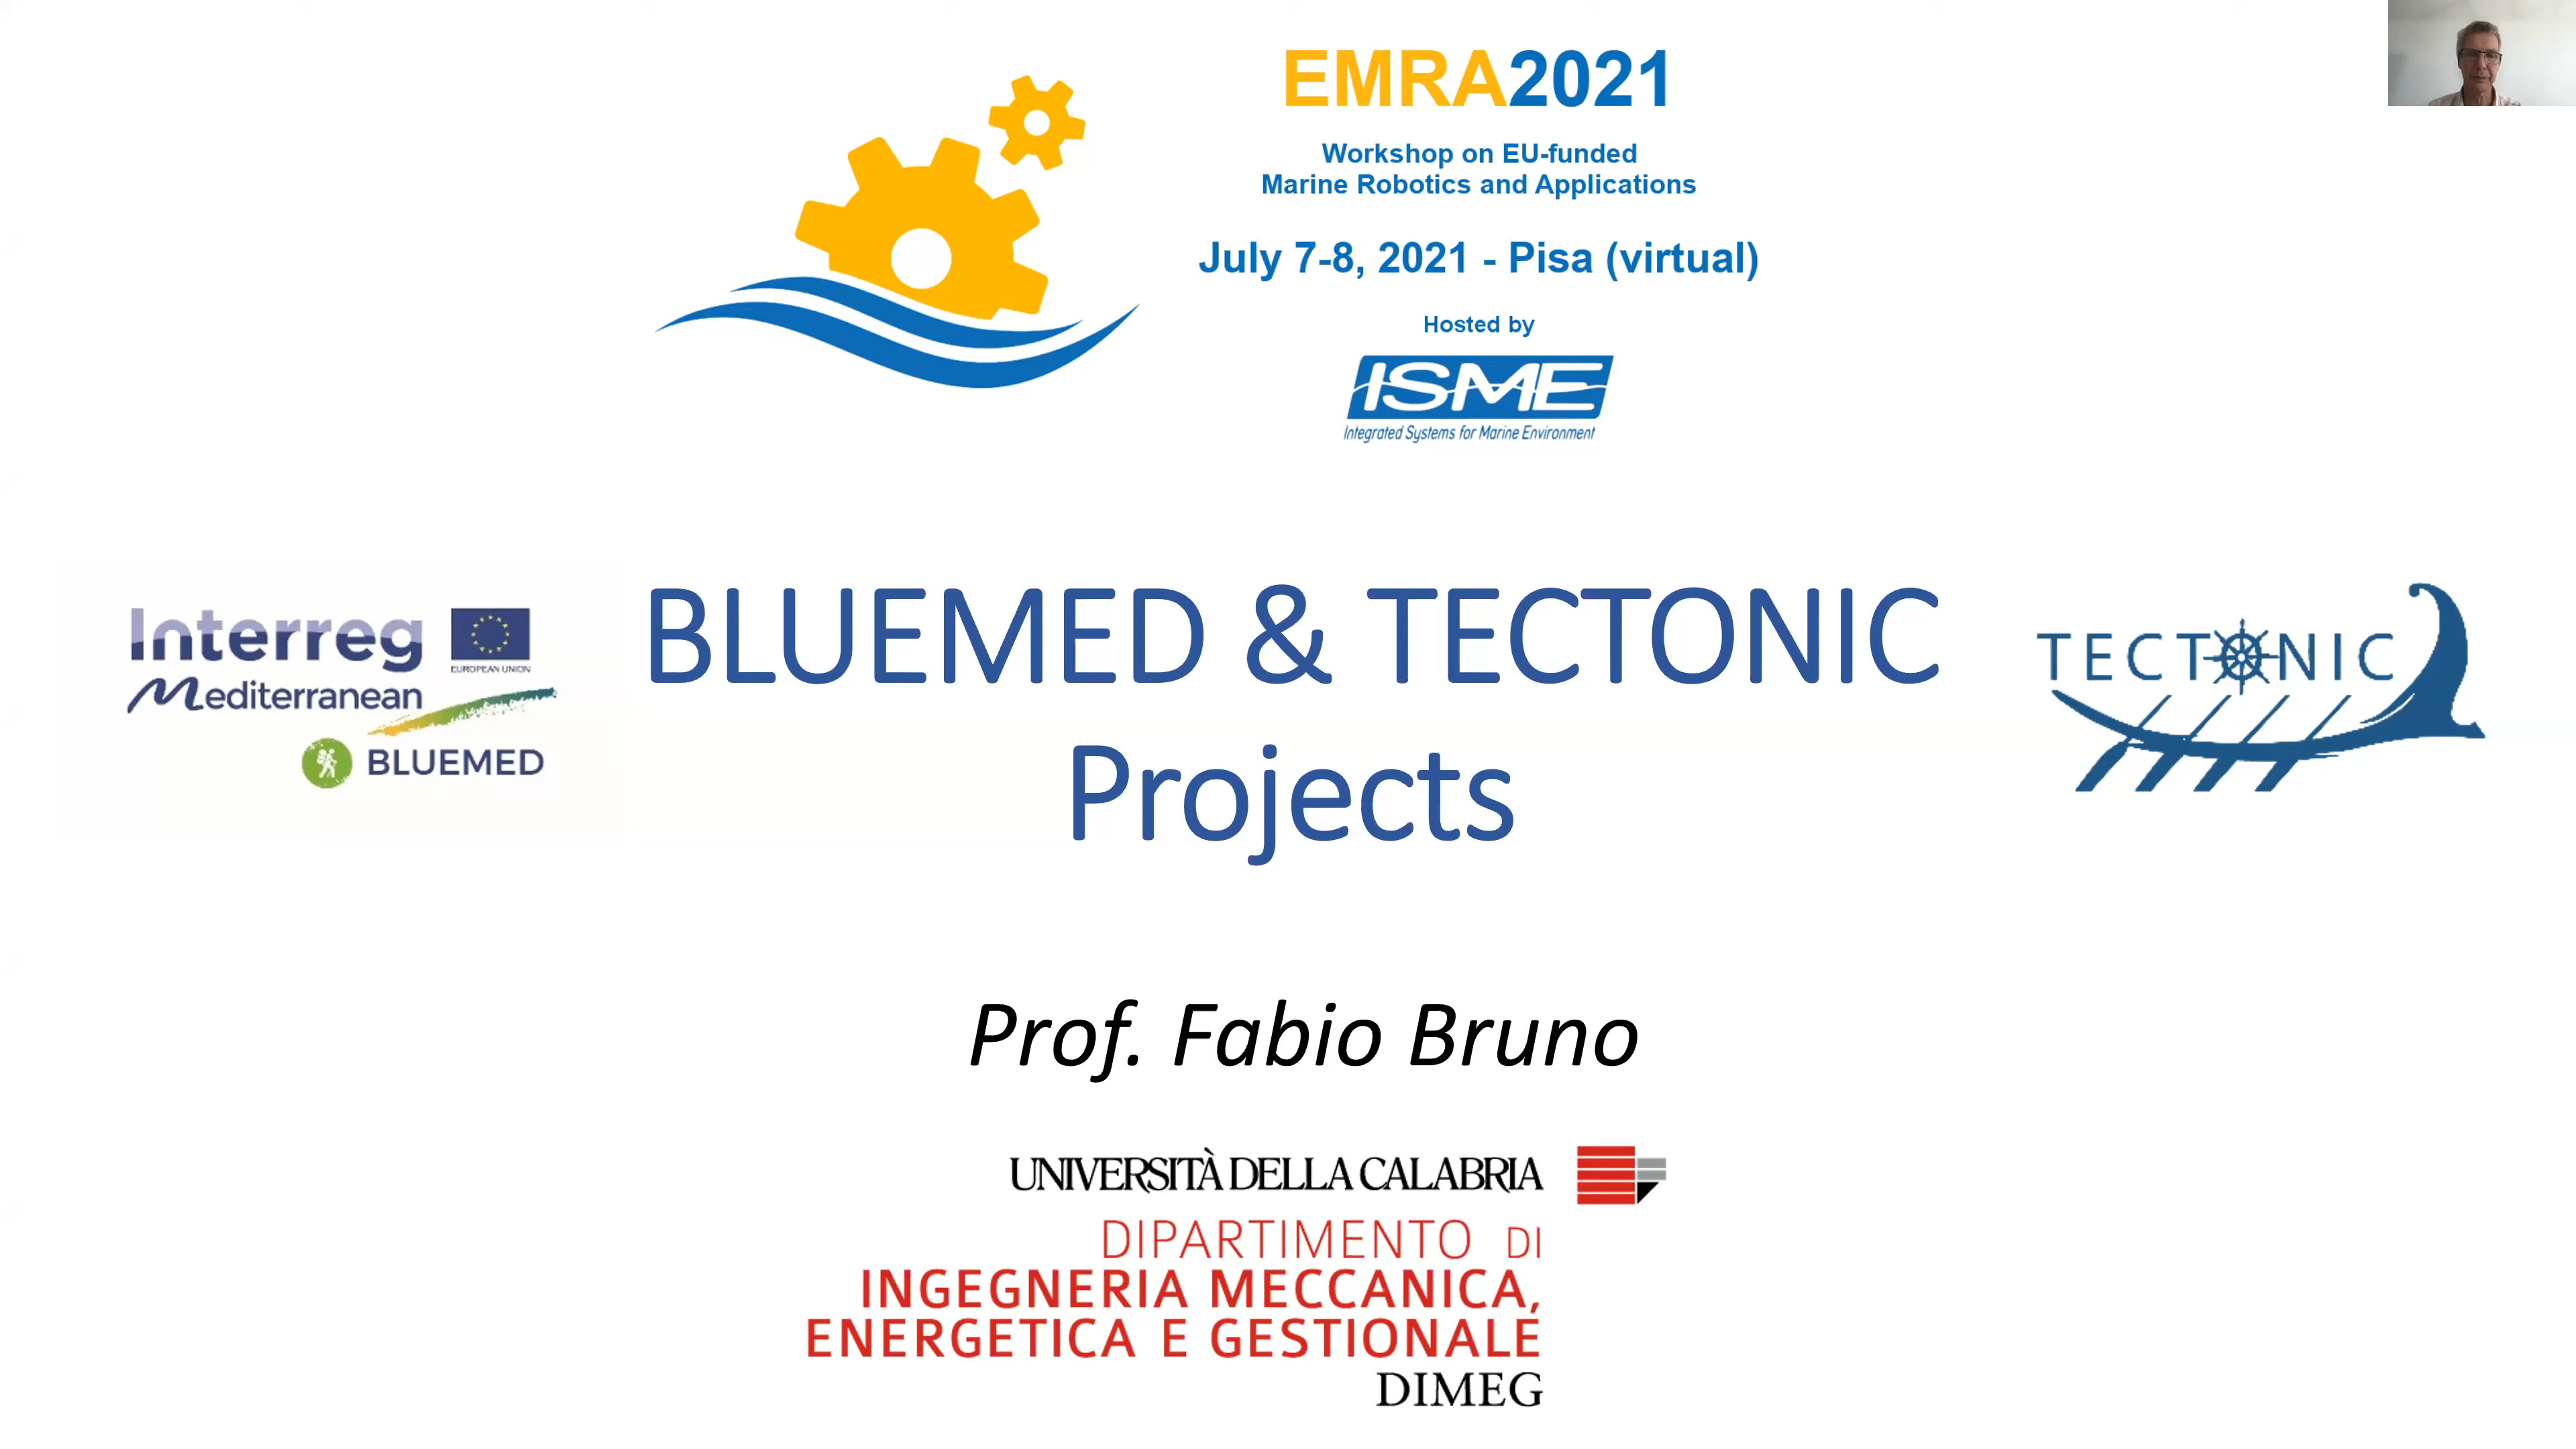 EMRA2021
Workshop on EU-funded
Marine Robotics and Applications
July 7-8, 2021 - Pisa (virtual)
Hosted by
ISME
Integrated Systems for Marine Environment
Interreg
EUROPEAN UNION
Mediterranean
BLUEMED
BLUEMED & TECTONIC
Projects
TECTONIC
Prof. Fabio Bruno
UNIVERSITÀ DELLA CALABRIA
DIPARTIMENTO DI
INGEGNERIA MECCANICA,
ENERGETICA E GESTIONALE
DIMEG